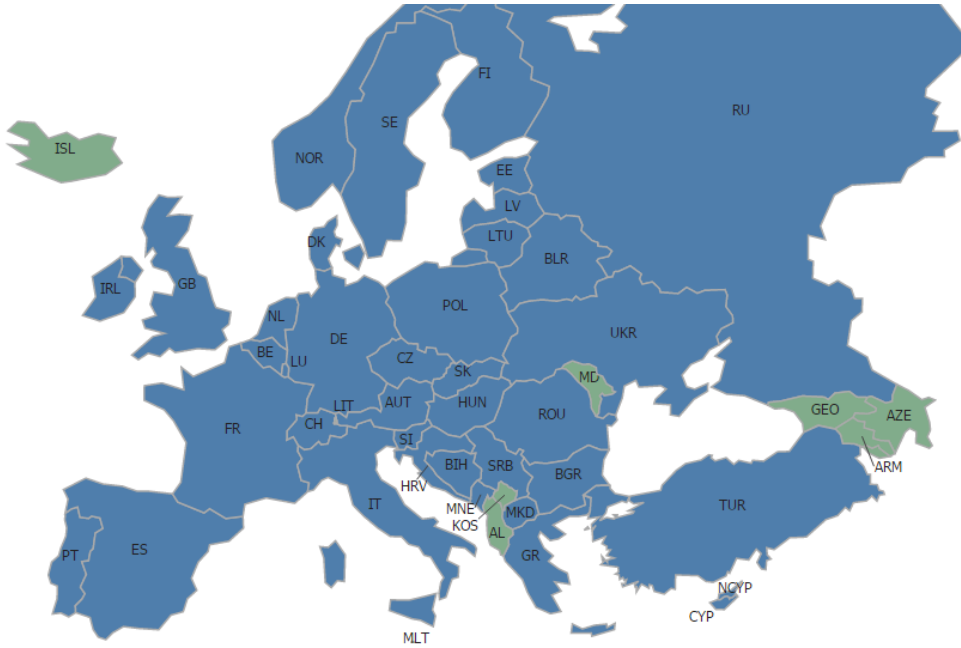 FI
RU
SE
ISL
NOR
EE
LV
LTU
DK
BLR
IRL
GB
POL
NL
UKR
DE
BE
CZ
LU
SK
MD
LIT
AUT
HUN
ROU
GEO
AZE
FR
CH
SI
BIH
SRB
ARM
BGR
HRV
IT
MNE
MKD
TUR
KOS
AL
PT
ES
GR
NCYP
CYP
MLT